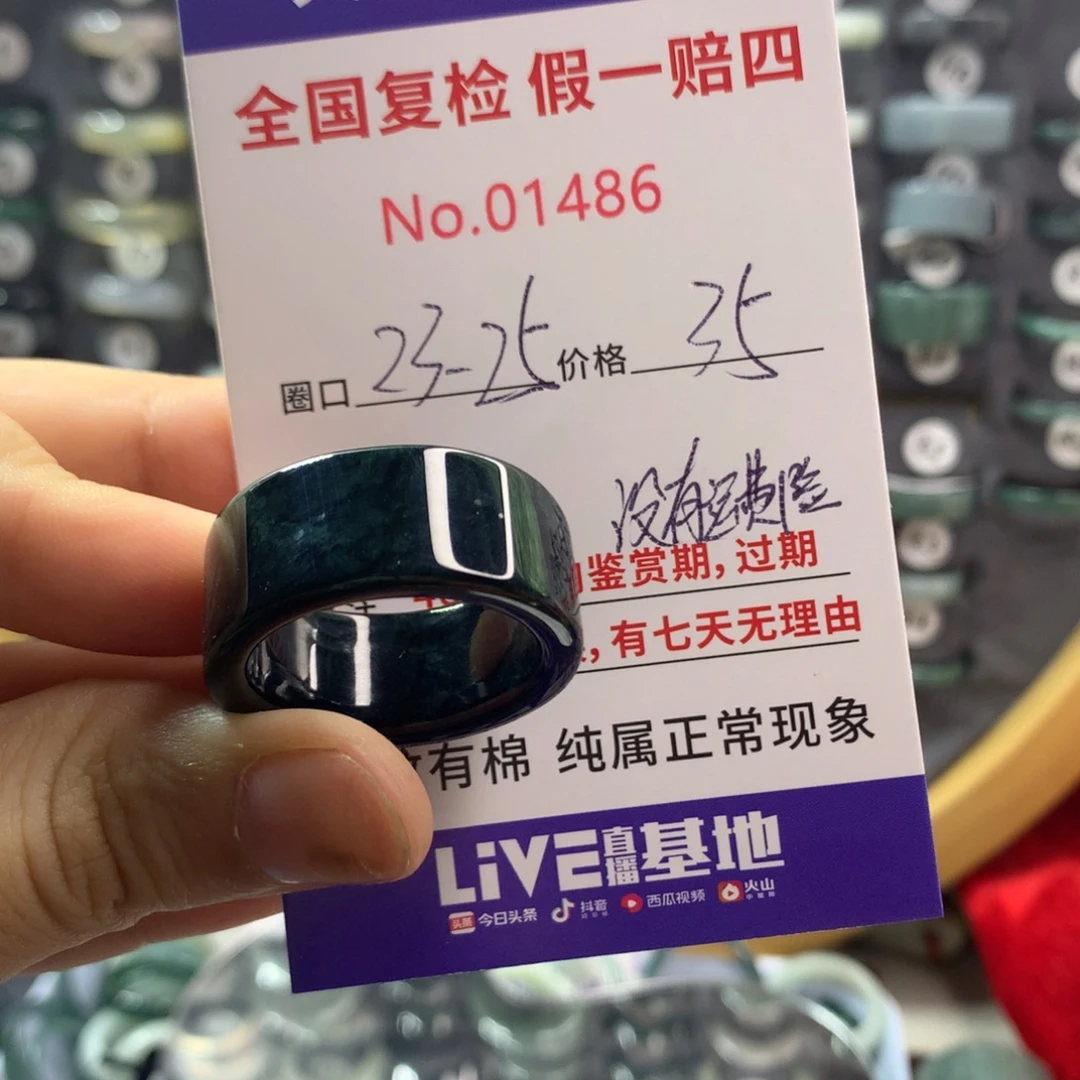 全国复检 假一赔四
No.01486
圈口 23-25 价格 35
没有运费险
鉴赏期，过期
，有七天无理由
有棉 纯属正常现象
LiVE直播基地
头条 今日头条 抖音 西瓜视频 火山